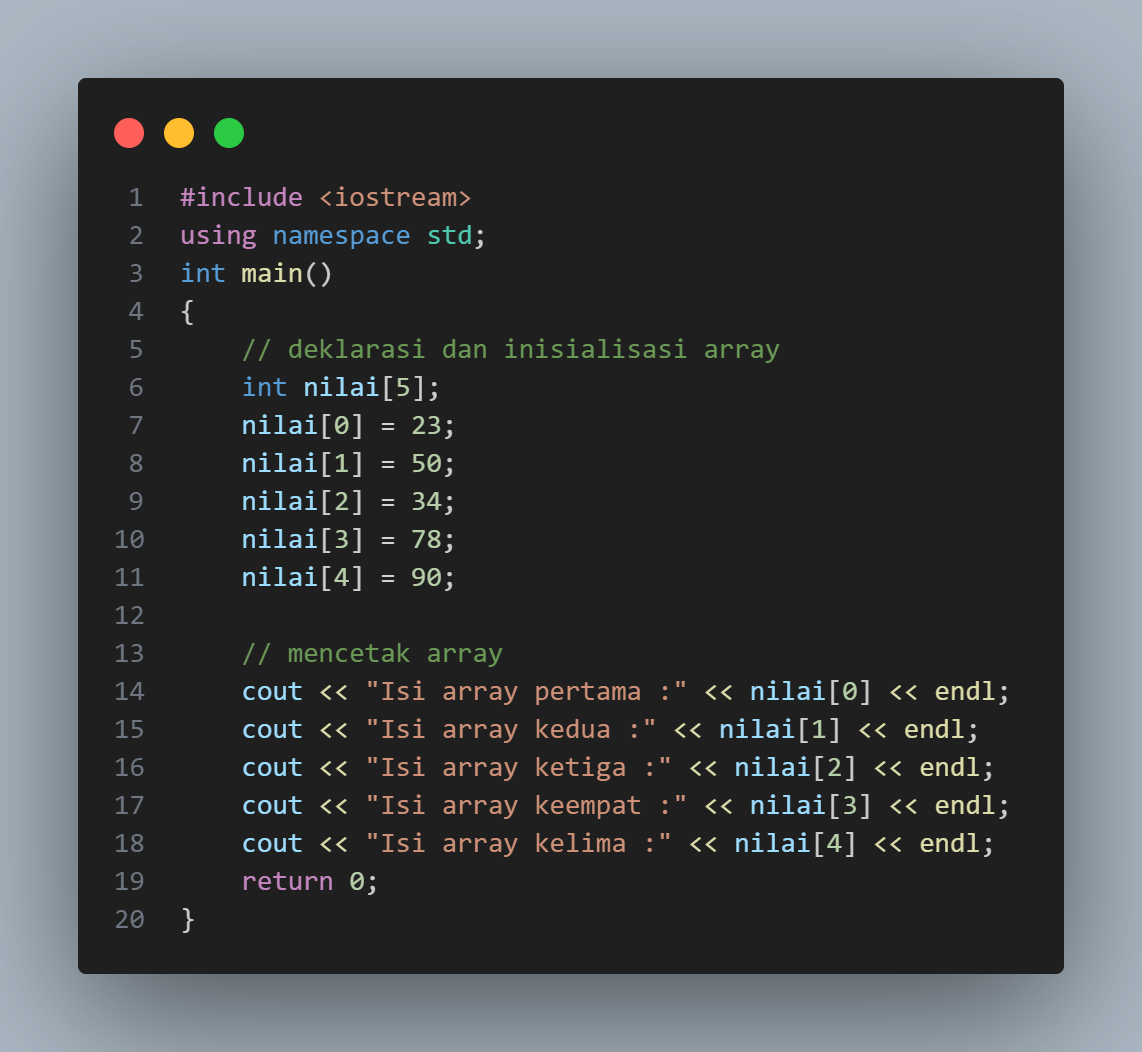 1 #include <iostream>
2 using namespace std;
3 int main()
4 {
5     // deklarasi dan inisialisasi array
6     int nilai[5];
7     nilai[0] = 23;
8     nilai[1] = 50;
9     nilai[2] = 34;
10     nilai[3] = 78;
11     nilai[4] = 90;
12
13     // mencetak array
14     cout << "Isi array pertama :" << nilai[0] << endl;
15     cout << "Isi array kedua :" << nilai[1] << endl;
16     cout << "Isi array ketiga :" << nilai[2] << endl;
17     cout << "Isi array keempat :" << nilai[3] << endl;
18     cout << "Isi array kelima :" << nilai[4] << endl;
19     return 0;
20 }